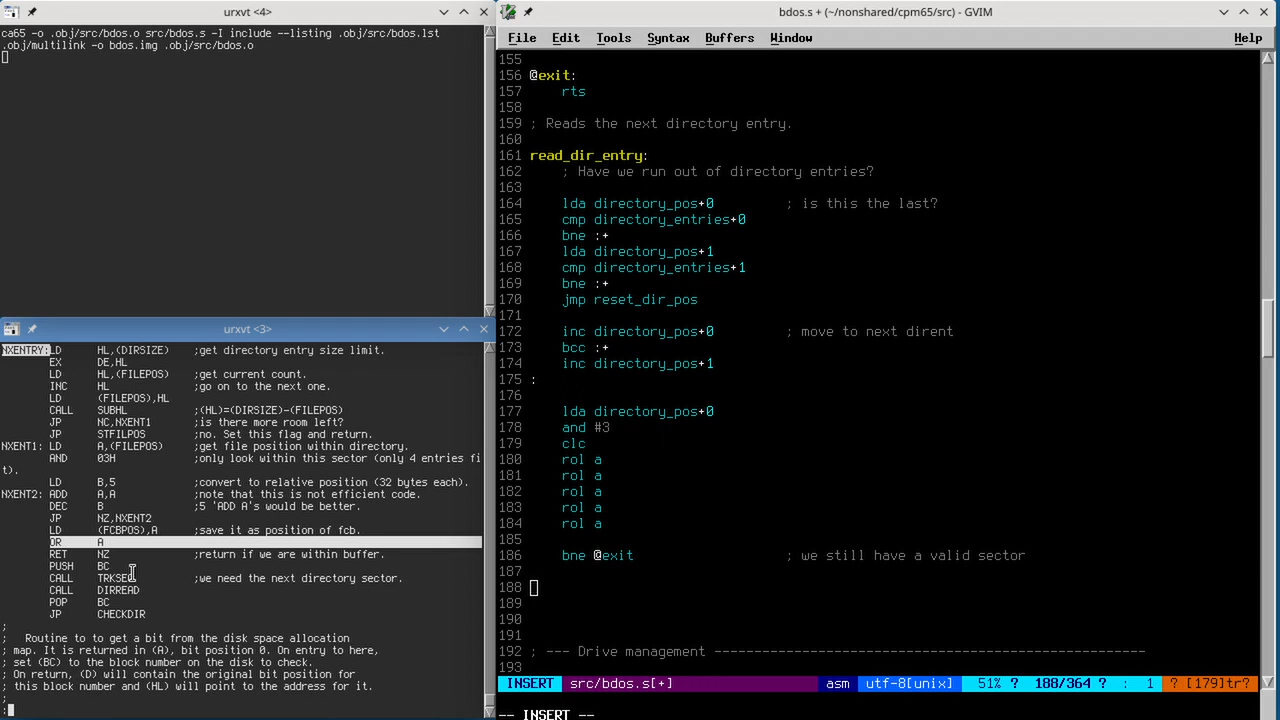 urxvt <4>
ca65 -o .obj/src/bdos.o src/bdos.s -I include --listing .obj/src/bdos.lst
.obj/multilink -o bdos.img .obj/src/bdos.o
urxvt <3>
NXENTRY:LD HL,(DIRSIZE) ;get directory entry size limit.
EX DE,HL
LD HL,(FILEPOS) ;get current count.
INC HL ;go on to the next one.
LD (FILEPOS),HL
CALL SUBHL ;(HL)=(DIRSIZE)-(FILEPOS)
JP NC,NXENT1 ;is there more room left?
JP STFILPOS ;no. Set this flag and return.
NXENT1: LD A,(FILEPOS) ;get file position within directory.
AND 03H ;only look within this sector (only 4 entries fi
t).
LD B,5 ;convert to relative position (32 bytes each).
NXENT2: ADD A,A ;note that this is not efficient code.
DEC B ;5 'ADD A's would be better.
JP NZ,NXENT2
LD (FCBPOS),A ;save it as position of fcb.
OR A
RET NZ ;return if we are within buffer.
PUSH BC
CALL TRKSEC ;we need the next directory sector.
CALL DIRREAD
POP BC
JP CHECKDIR
;
; Routine to to get a bit from the disk space allocation
; map. It is returned in (A), bit position 0. On entry to here,
; set (BC) to the block number on the disk to check.
; On return, (D) will contain the original bit position for
; this block number and (HL) will point to the address for it.
;
:
bdos.s + (~/nonshared/cpm65/src) - GVIM
File Edit Tools Syntax Buffers Window Help
155
156 @exit:
157 rts
158
159 ; Reads the next directory entry.
160
161 read_dir_entry:
162 ; Have we run out of directory entries?
163
164 lda directory_pos+0 ; is this the last?
165 cmp directory_entries+0
166 bne :+
167 lda directory_pos+1
168 cmp directory_entries+1
169 bne :+
170 jmp reset_dir_pos
171
172 inc directory_pos+0 ; move to next dirent
173 bcc :+
174 inc directory_pos+1
175 :
176
177 lda directory_pos+0
178 and #3
179 clc
180 rol a
181 rol a
182 rol a
183 rol a
184 rol a
185
186 bne @exit ; we still have a valid sector
187
188
189
190
191
192 ; --- Drive management ------------------------------------------------------
193
INSERT src/bdos.s[+] asm utf-8[unix] 51% ? 188/364 ? : 1 ? [179]tr?
-- INSERT --